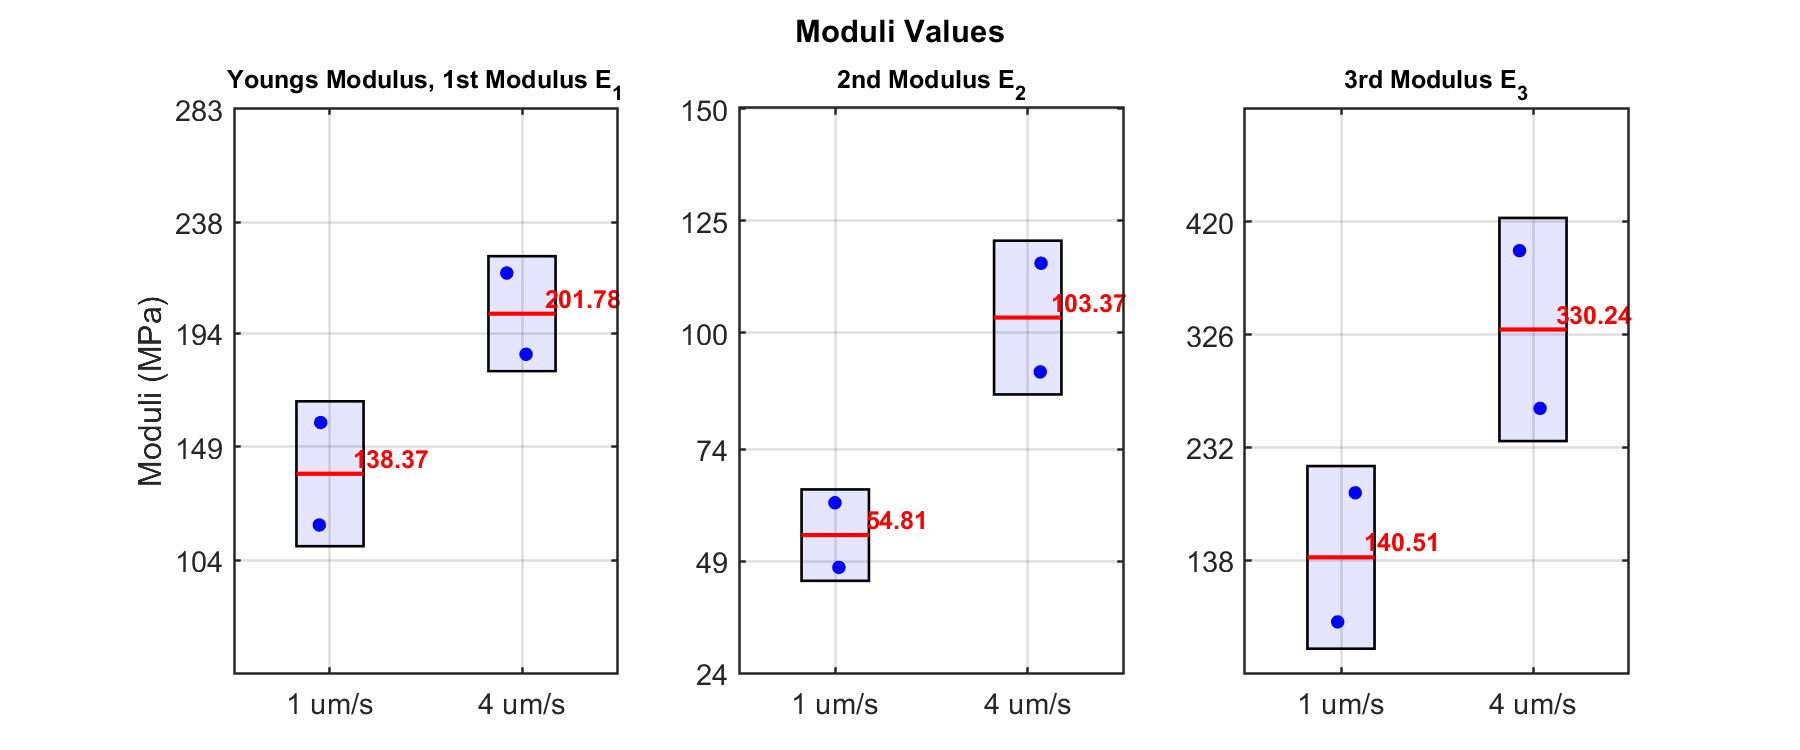 Moduli Values
Youngs Modulus, 1st Modulus E1
283
238
194
149
104
Moduli (MPa)
201.78
138.37
1 um/s
4 um/s
2nd Modulus E2
150
125
100
74
49
24
103.37
54.81
1 um/s
4 um/s
3rd Modulus E3
420
326
232
138
330.24
140.51
1 um/s
4 um/s